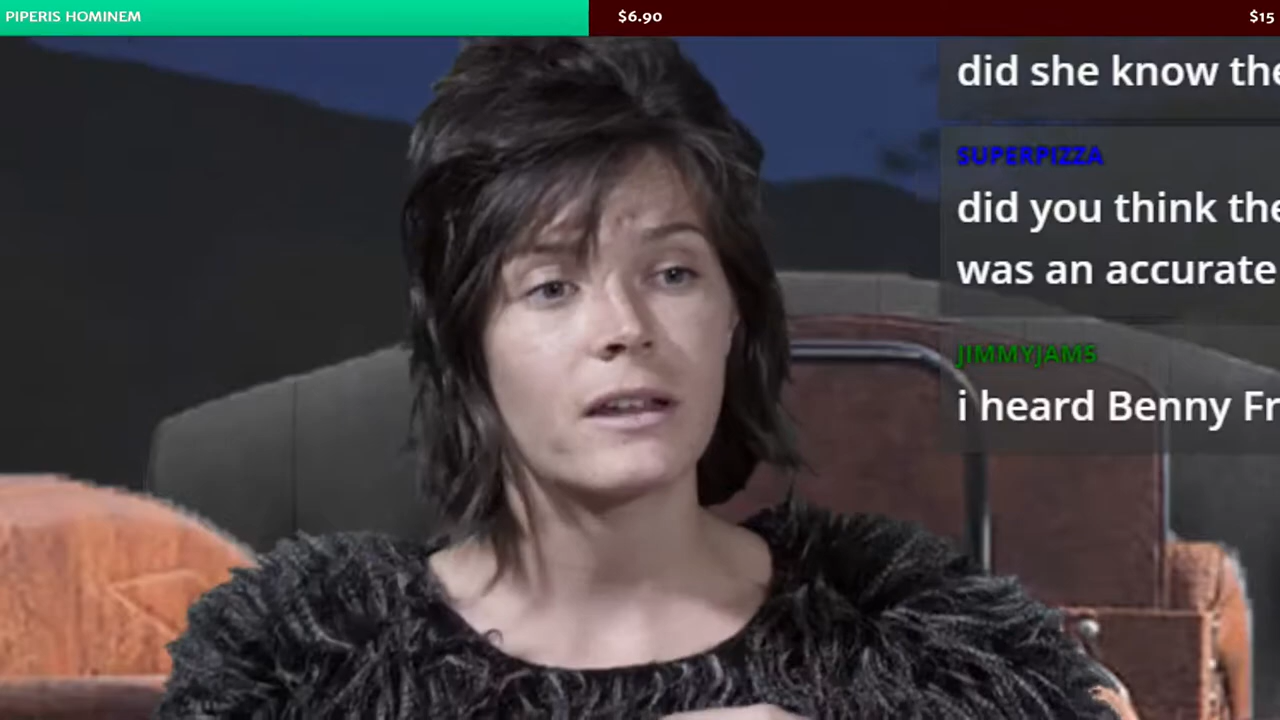 PIPERIS HOMINEM $6.90 $15
did she know the
SUPERPIZZA
did you think the
was an accurate
JIMMYJAMS
i heard Benny Fr